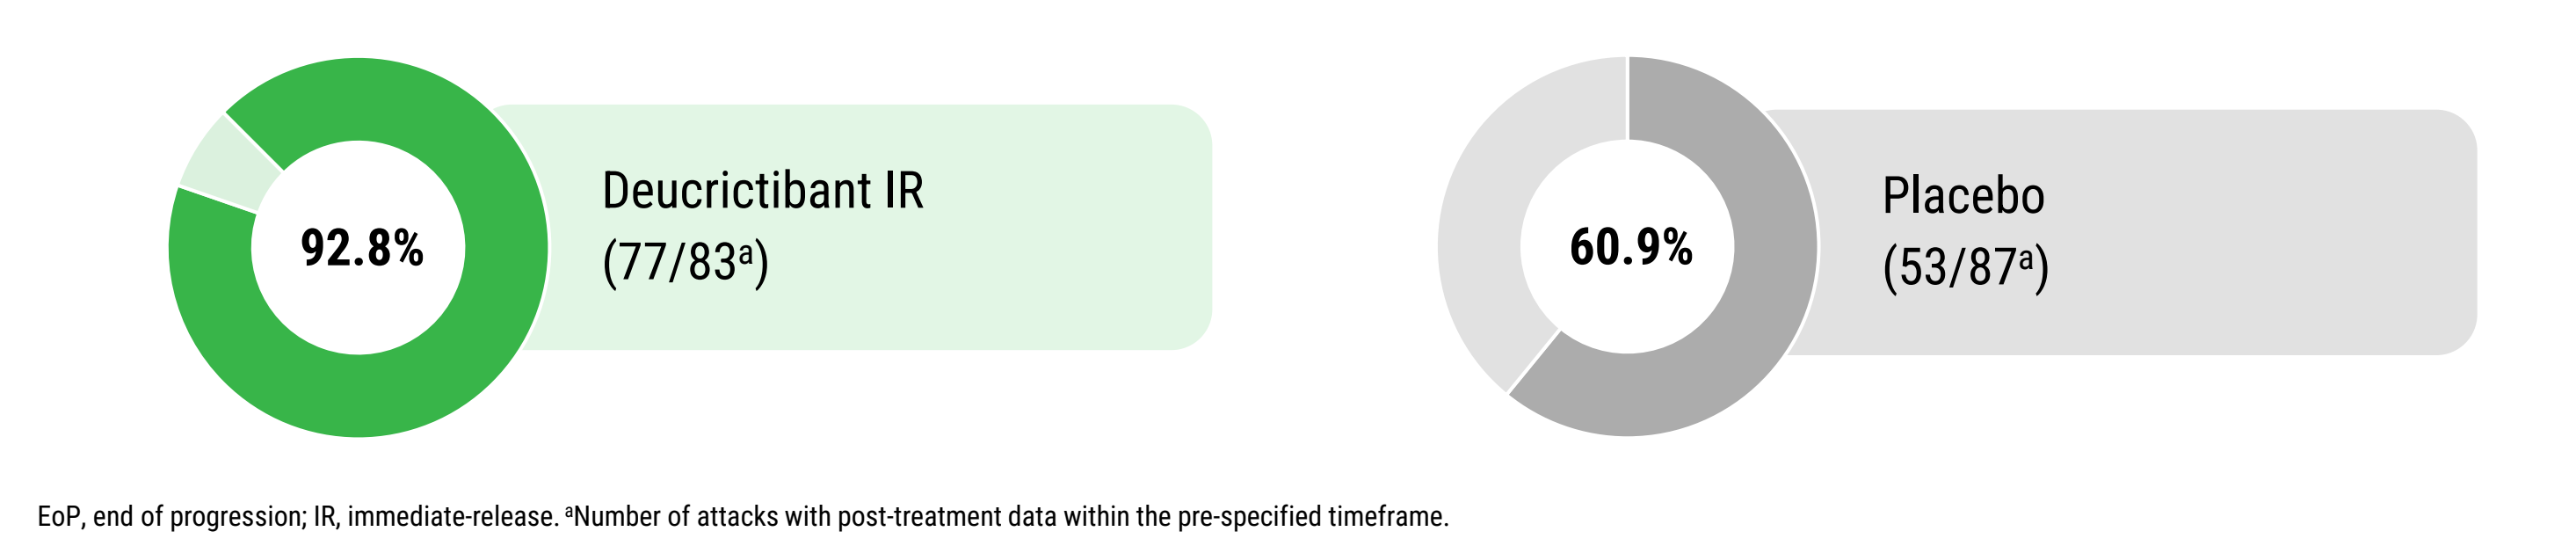 92.8%
Deucrictibant IR
(77/83ᵃ)
60.9%
Placebo
(53/87ᵃ)
EoP, end of progression; IR, immediate-release. ᵃNumber of attacks with post-treatment data within the pre-specified timeframe.